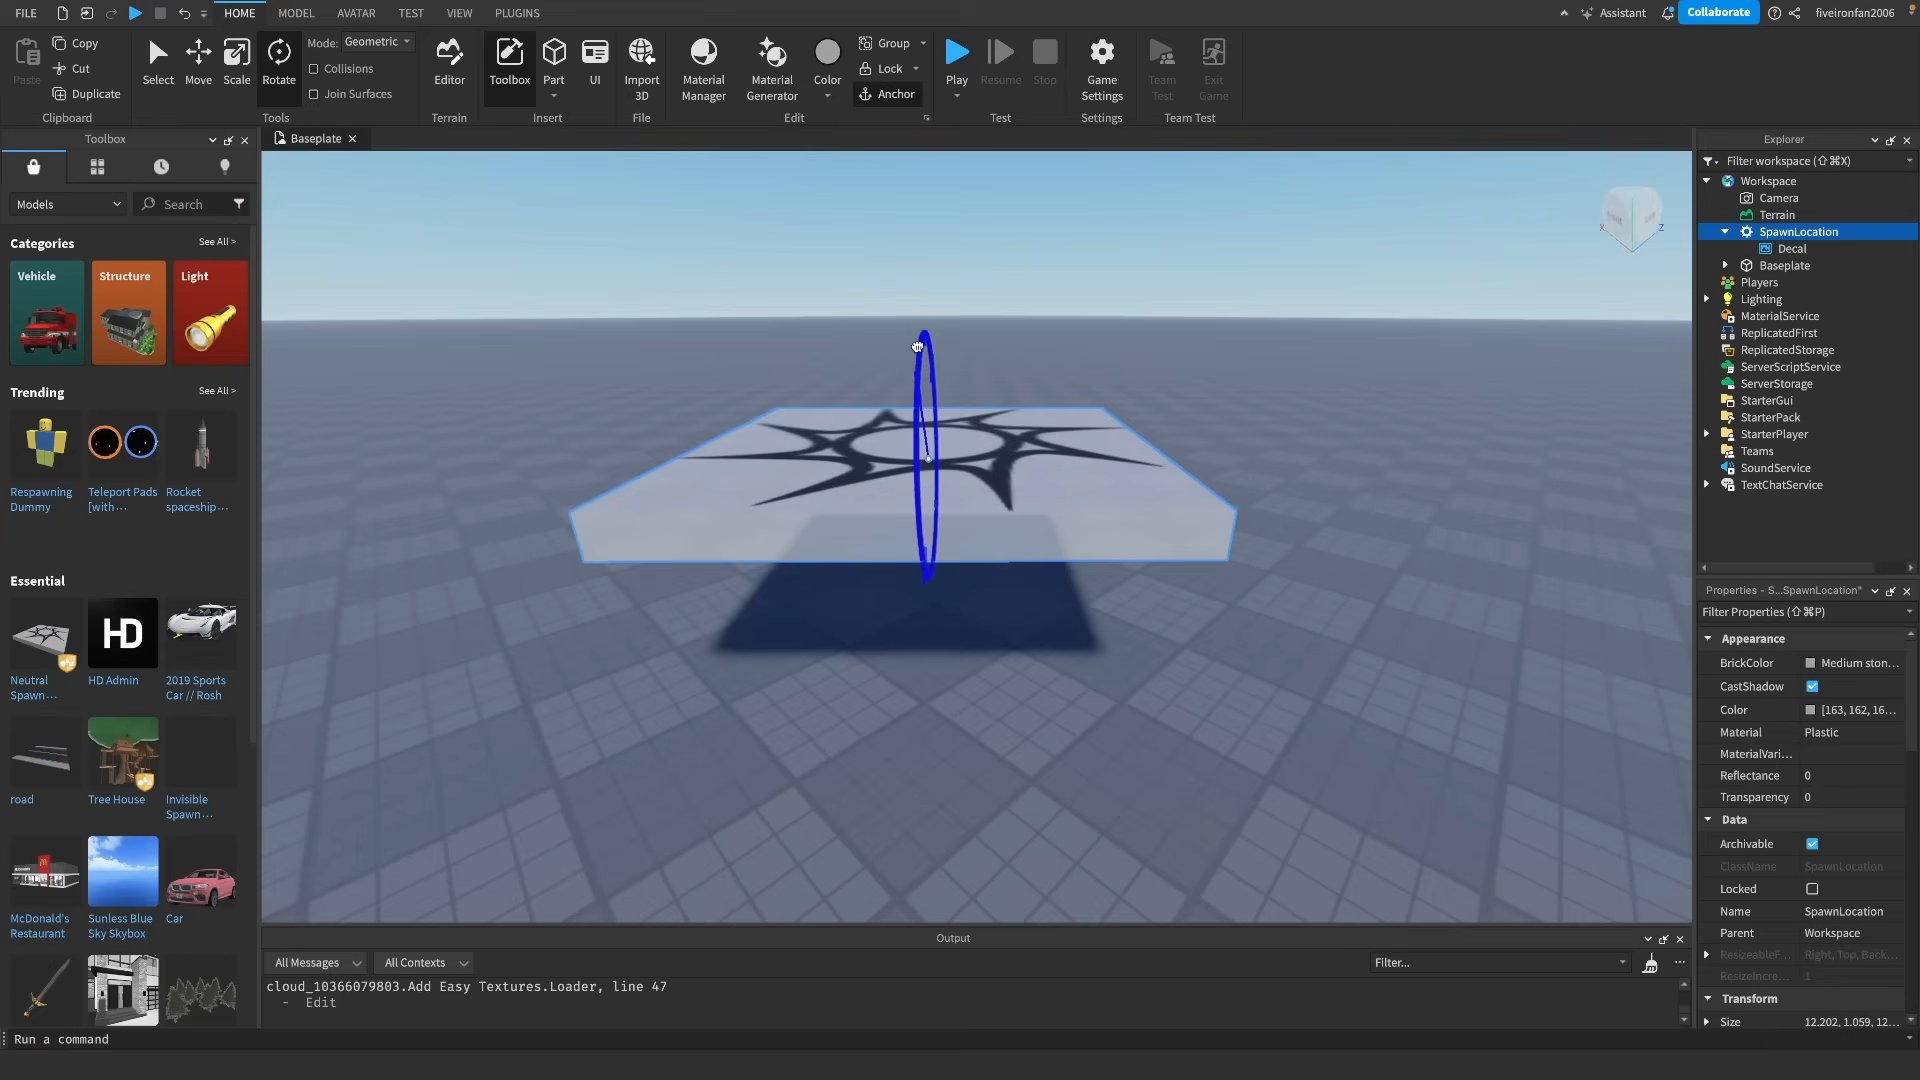 FILE
HOME
MODEL
AVATAR
TEST
VIEW
PLUGINS
Assistant
Collaborate
fiveironfan2006
Paste
Copy
Cut
Duplicate
Clipboard
Select
Move
Scale
Rotate
Mode:
Geometric
Collisions
Join Surfaces
Tools
Editor
Terrain
Toolbox
Part
UI
Insert
Import
3D
File
Material
Manager
Material
Generator
Color
Group
Lock
Anchor
Edit
Play
Resume
Stop
Test
Game
Settings
Settings
Team
Test
Exit
Game
Team Test
Toolbox
Models
Search
Categories
See All >
Vehicle
Structure
Light
Trending
See All >
Respawning
Dummy
Teleport Pads
[with ...
Rocket
spaceship...
Essential
Neutral
Spawn...
HD
HD Admin
2019 Sports
Car // Rosh
road
Tree House
Invisible
Spawn...
McDonald's
Restaurant
Sunless Blue
Sky Skybox
Car
Baseplate
X
Z
Explorer
Filter workspace (⇧⌘X)
Workspace
Camera
Terrain
SpawnLocation
Decal
Baseplate
Players
Lighting
MaterialService
ReplicatedFirst
ReplicatedStorage
ServerScriptService
ServerStorage
StarterGui
StarterPack
StarterPlayer
Teams
SoundService
TextChatService
Properties - S...SpawnLocation"
Filter Properties (⇧⌘P)
Appearance
BrickColor
Medium ston...
CastShadow
Color
[163, 162, 16...
Material
Plastic
MaterialVari...
Reflectance
0
Transparency
0
Data
Archivable
ClassName
SpawnLocation
Locked
Name
SpawnLocation
Parent
Workspace
ResizeableF...
Right, Top, Back...
ResizeIncre...
1
Transform
Size
12.202, 1.059, 12...
Output
All Messages
All Contexts
Filter...
cloud_10366079803.Add Easy Textures.Loader, line 47
- Edit
Run a command